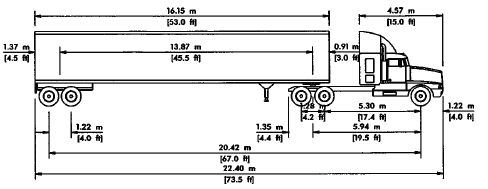 16.15 m
[53.0 ft]
4.57 m
[15.0 ft]
1.37 m
[4.5 ft]
13.87 m
[45.5 ft]
0.91 m
[3.0 ft]
1.22 m
[4.0 ft]
1.35 m
[4.4 ft]
[4.2 ft]
5.30 m
[17.4 ft]
1.22 m
[4.0 ft]
5.94 m
[19.5 ft]
20.42 m
[67.0 ft]
22.40 m
[73.5 ft]